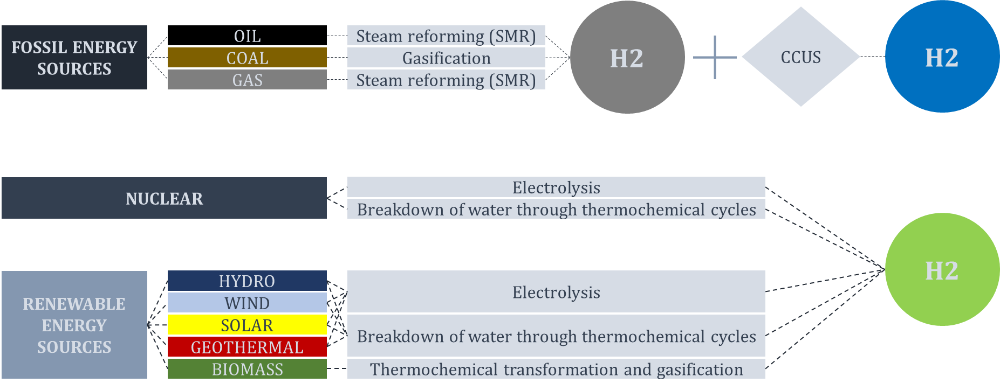 FOSSIL ENERGY
SOURCES
OIL
COAL
GAS
Steam reforming (SMR)
Gasification
Steam reforming (SMR)
H2
CCUS
H2
NUCLEAR
Electrolysis
Breakdown of water through thermochemical cycles
H2
RENEWABLE
ENERGY
SOURCES
HYDRO
WIND
SOLAR
GEOTHERMAL
BIOMASS
Electrolysis
Breakdown of water through thermochemical cycles
Thermochemical transformation and gasification